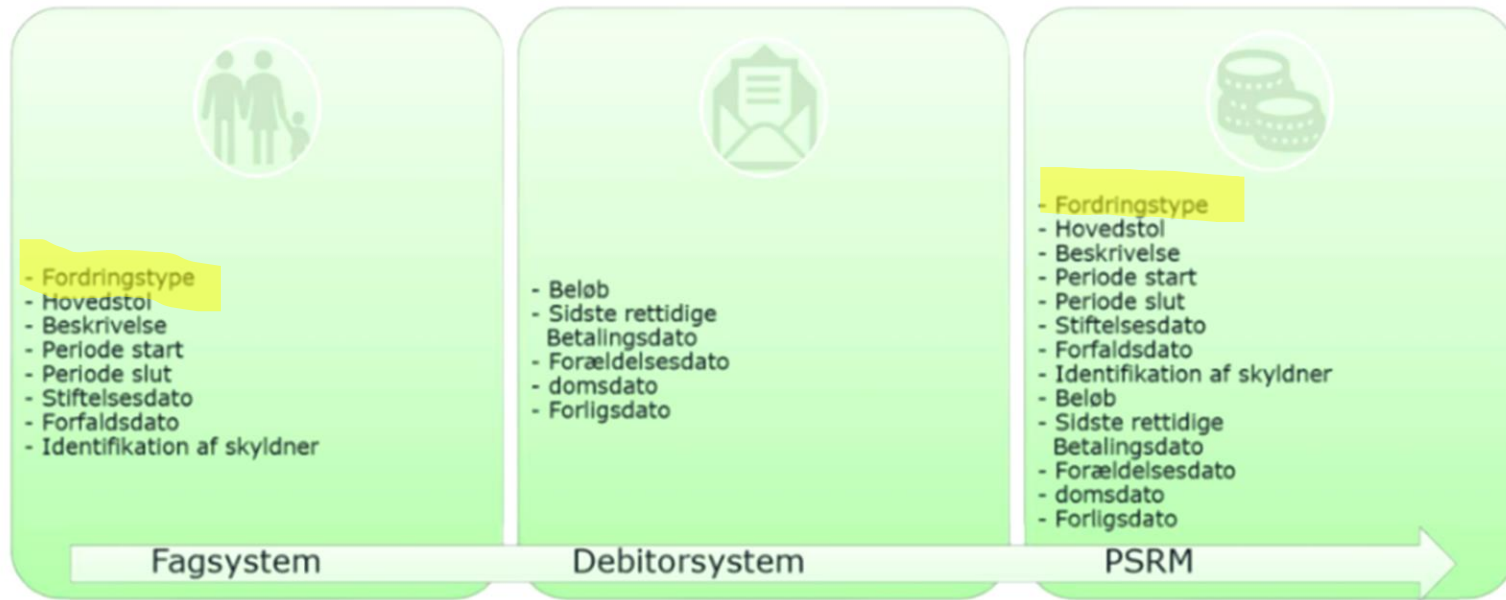 - Fordringstype
- Hovedstol
- Beskrivelse
- Periode start
- Periode slut
- Stiftelsesdato
- Forfaldsdato
- Identifikation af skyldner
Fagsystem
- Beløb
- Sidste rettidige
Betalingsdato
- Forældelsesdato
- domsdato
- Forligsdato
Debitorsystem
- Fordringstype
- Hovedstol
- Beskrivelse
- Periode start
- Periode slut
- Stiftelsesdato
- Forfaldsdato
- Identifikation af skyldner
- Beløb
- Sidste rettidige
Betalingsdato
- Forældelsesdato
- domsdato
- Forligsdato
PSRM